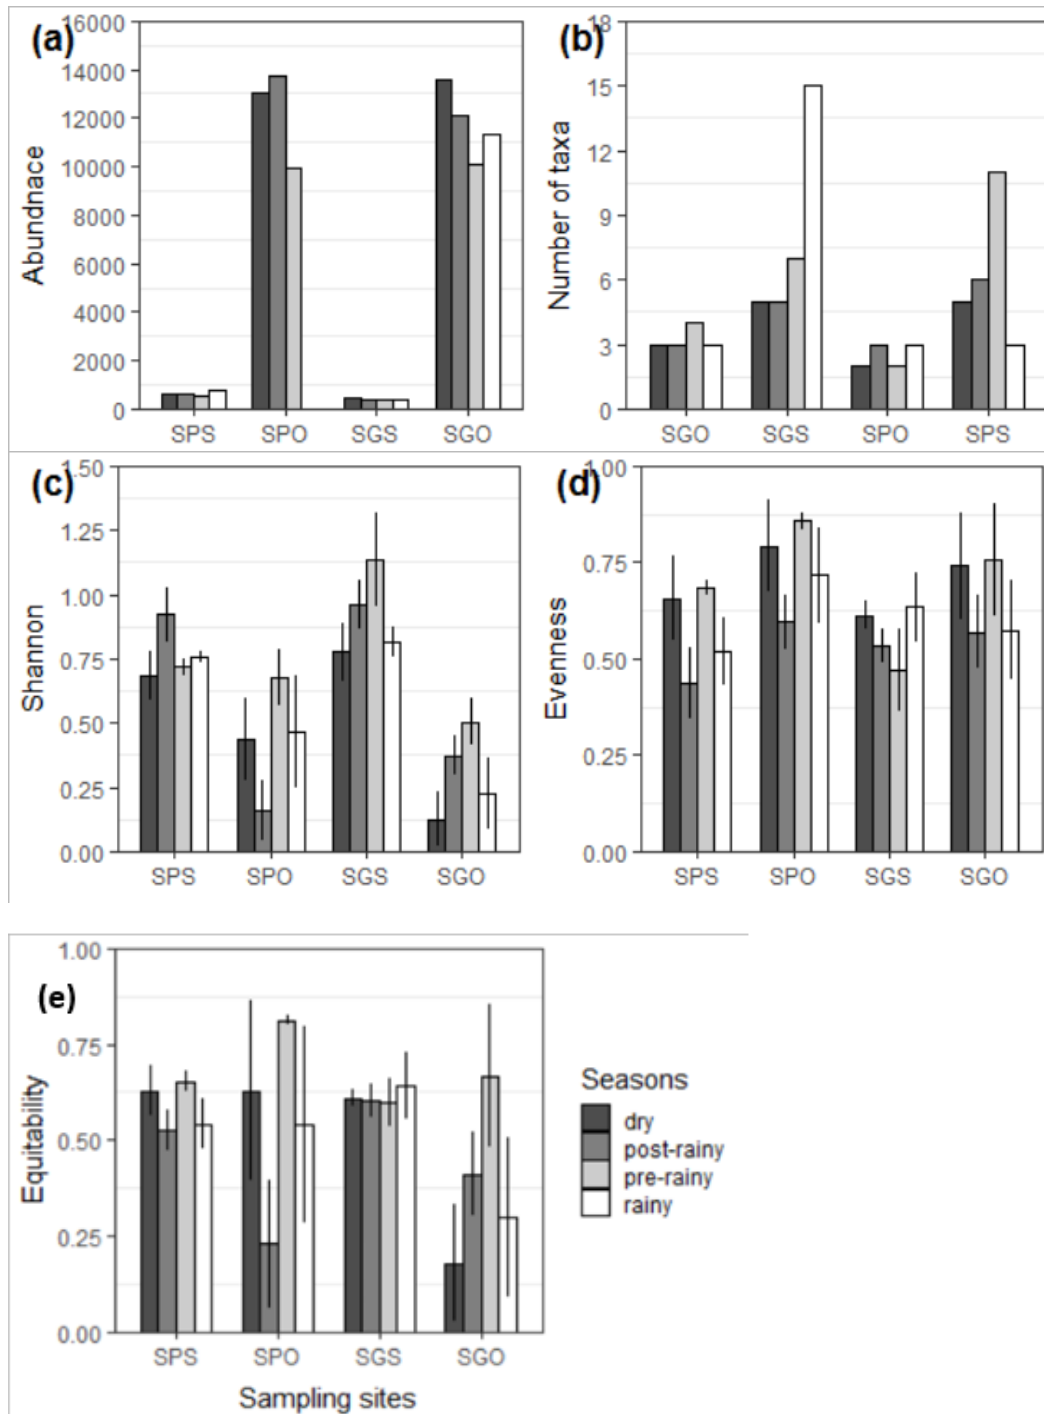 (a)
Abundnace
16000
14000
12000
10000
8000
6000
4000
2000
0
SPS SPO SGS SGO
(b)
Number of taxa
18
15
12
9
6
3
0
SGO SGS SPO SPS
(c)
Shannon
1.50
1.25
1.00
0.75
0.50
0.25
0.00
SPS SPO SGS SGO
(d)
Evenness
1.00
0.75
0.50
0.25
0.00
SPS SPO SGS SGO
(e)
Equitability
1.00
0.75
0.50
0.25
0.00
SPS SPO SGS SGO
Sampling sites
Seasons
dry
post-rainy
pre-rainy
rainy